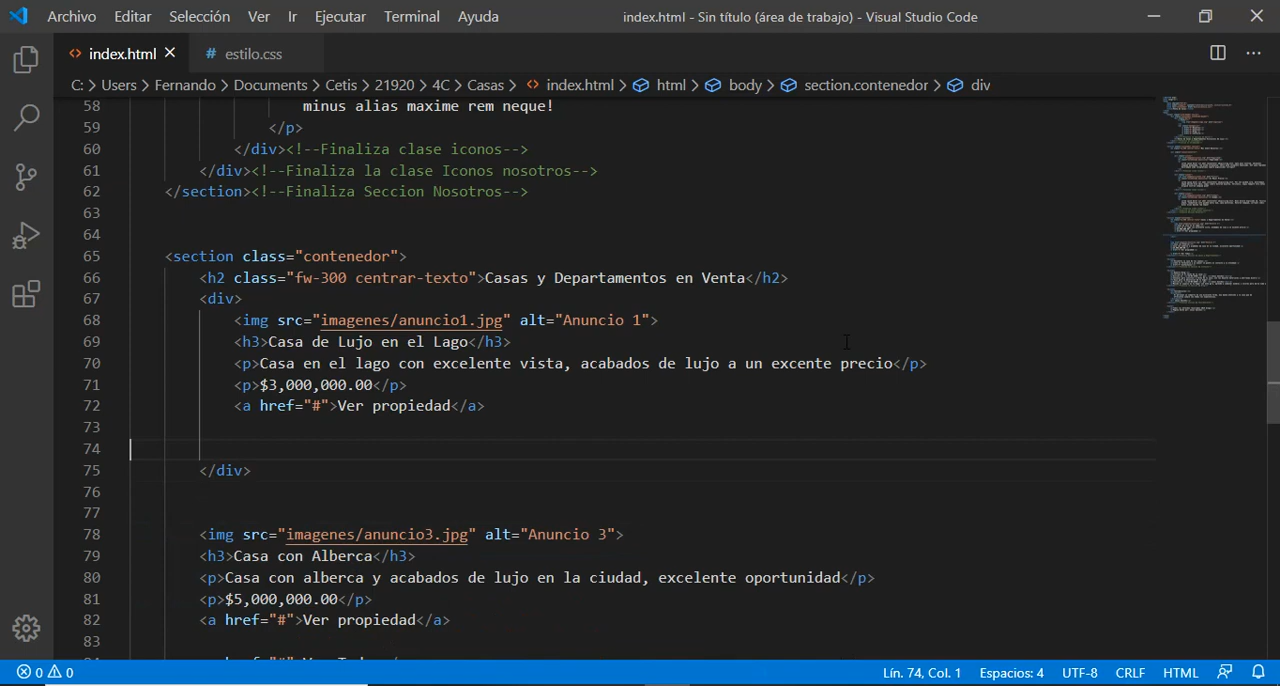 Archivo Editar Selección Ver Ir Ejecutar Terminal Ayuda index.html - Sin título (área de trabajo) - Visual Studio Code
index.html # estilo.css
C: > Users > Fernando > Documents > Cetis > 21920 > 4C > Casas > index.html > html > body > section.contenedor > div
58 minus alias maxime rem neque!
59 </p>
60 </div><!--Finaliza clase iconos-->
61 </div><!--Finaliza la clase Iconos nosotros-->
62 </section><!--Finaliza Seccion Nosotros-->
63
64
65 <section class="contenedor">
66 <h2 class="fw-300 centrar-texto">Casas y Departamentos en Venta</h2>
67 <div>
68 <img src="imagenes/anuncio1.jpg" alt="Anuncio 1">
69 <h3>Casa de Lujo en el Lago</h3>
70 <p>Casa en el lago con excelente vista, acabados de lujo a un excente precio</p>
71 <p>$3,000,000.00</p>
72 <a href="#">Ver propiedad</a>
73
74
75 </div>
76
77
78 <img src="imagenes/anuncio3.jpg" alt="Anuncio 3">
79 <h3>Casa con Alberca</h3>
80 <p>Casa con alberca y acabados de lujo en la ciudad, excelente oportunidad</p>
81 <p>$5,000,000.00</p>
82 <a href="#">Ver propiedad</a>
83
0 0 Lín. 74, Col. 1 Espacios: 4 UTF-8 CRLF HTML